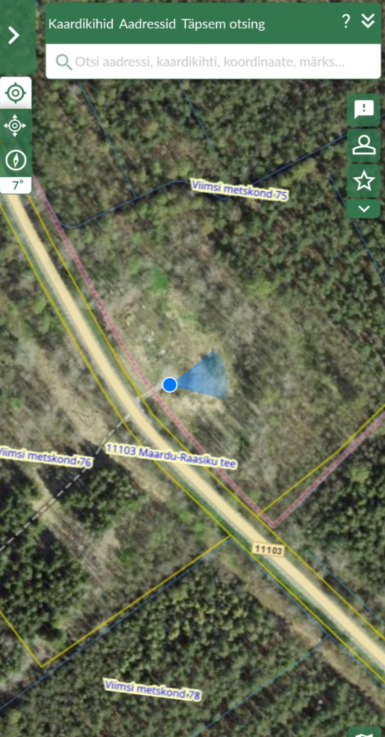 Kaardikihid Aadressid Täpsem otsing ?
Otsi aadressi, kaardikihti, koordinaate, märks...
7°
Viimsi metskond 75
Viimsi metskond 76
11103 Maardu-Raasiku tee
11103
Viimsi metskond 78